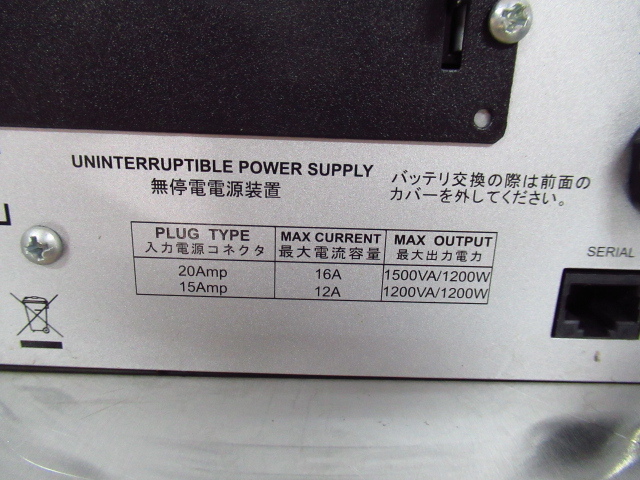 UNINTERRUPTIBLE POWER SUPPLY
無停電電源装置
バッテリ交換の際は前面の
カバーを外してください。
PLUG TYPE MAX CURRENT MAX OUTPUT
入力電源コネクタ 最大電流容量 最大出力電力
20Amp 16A 1500VA/1200W
15Amp 12A 1200VA/1200W
SERIAL